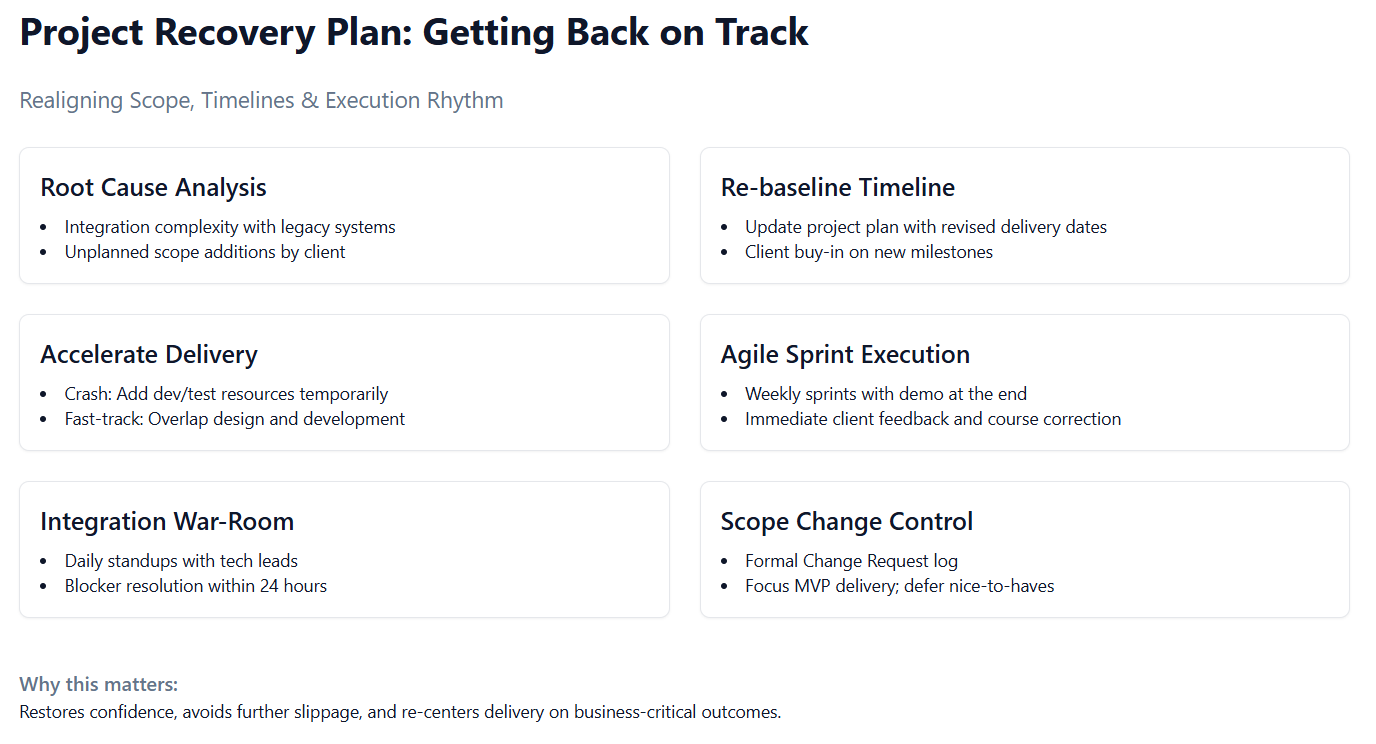 Project Recovery Plan: Getting Back on Track
Realigning Scope, Timelines & Execution Rhythm
Root Cause Analysis
• Integration complexity with legacy systems
• Unplanned scope additions by client
Re-baseline Timeline
• Update project plan with revised delivery dates
• Client buy-in on new milestones
Accelerate Delivery
• Crash: Add dev/test resources temporarily
• Fast-track: Overlap design and development
Agile Sprint Execution
• Weekly sprints with demo at the end
• Immediate client feedback and course correction
Integration War-Room
• Daily standups with tech leads
• Blocker resolution within 24 hours
Scope Change Control
• Formal Change Request log
• Focus MVP delivery; defer nice-to-haves
Why this matters:
Restores confidence, avoids further slippage, and re-centers delivery on business-critical outcomes.